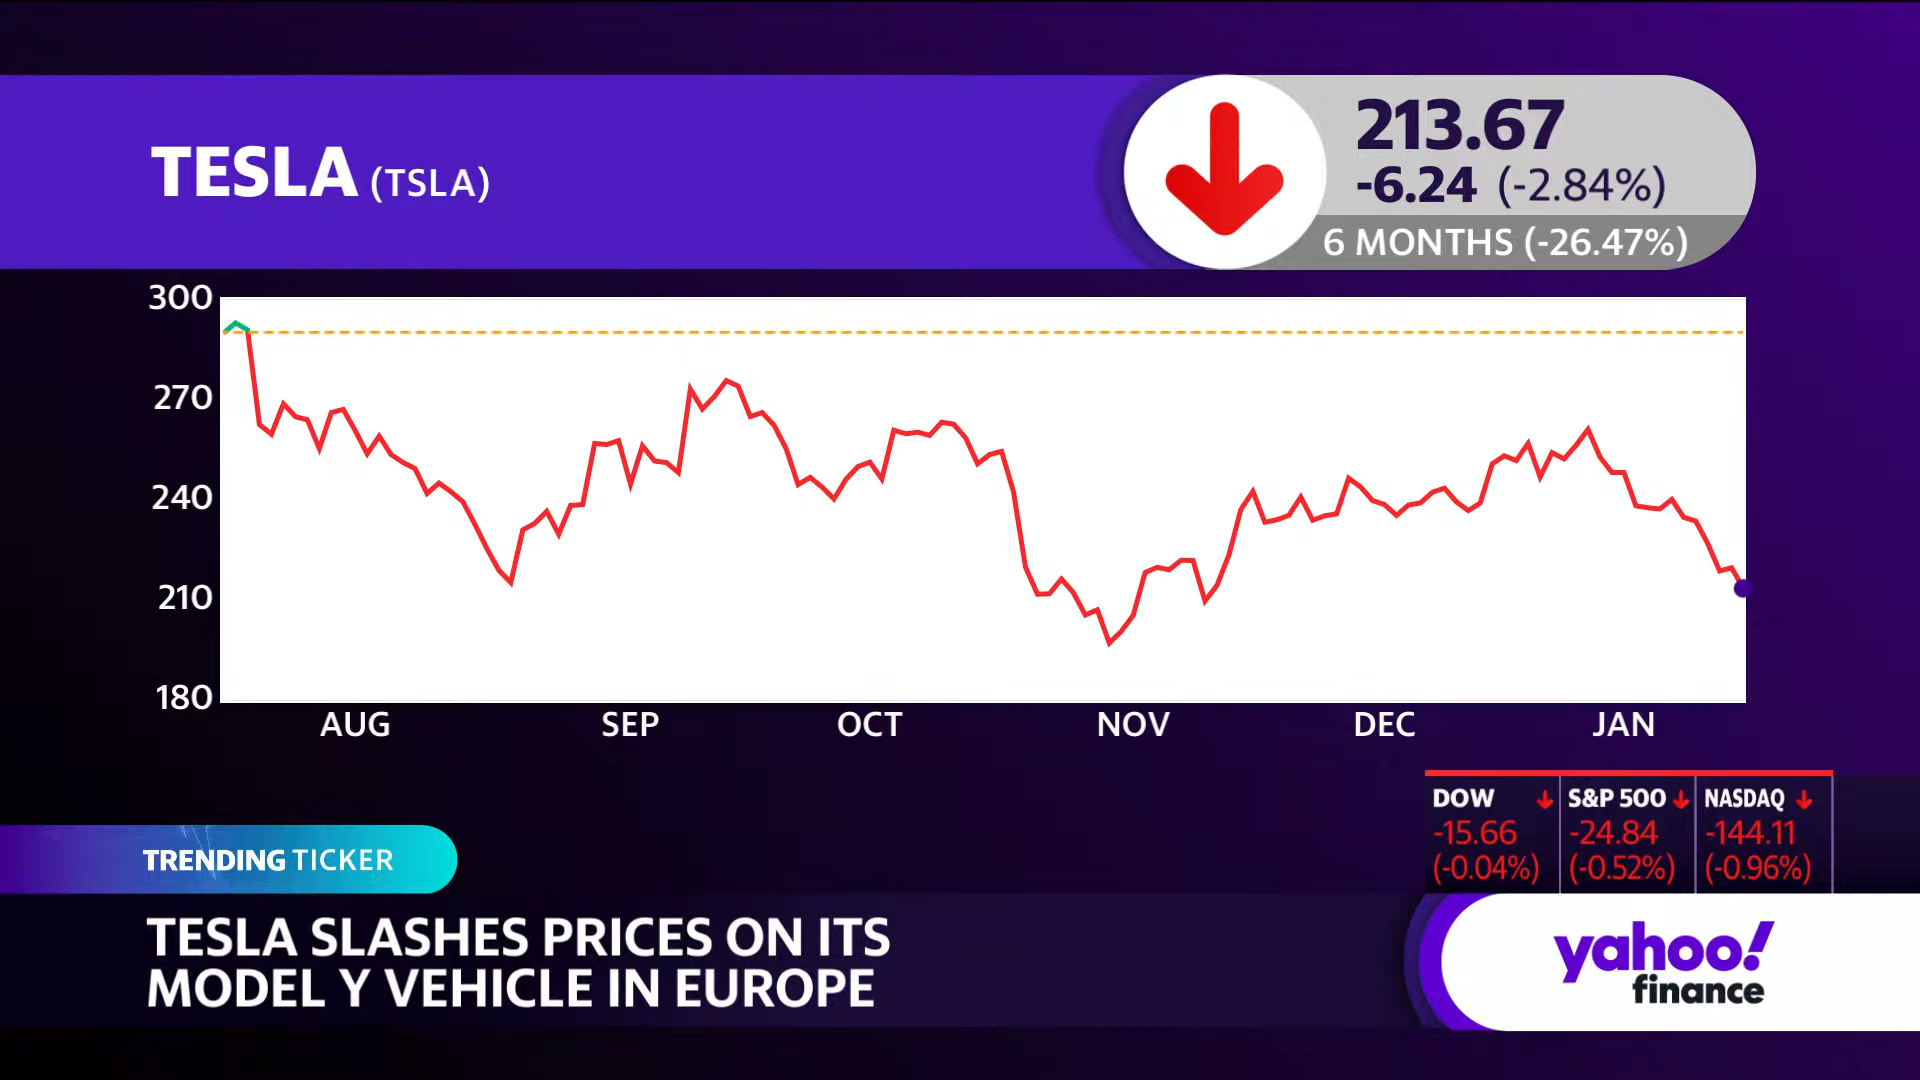 TESLA (TSLA)
213.67
-6.24 (-2.84%)
6 MONTHS (-26.47%)
300
270
240
210
180
AUG SEP OCT NOV DEC JAN
DOW S&P 500 NASDAQ
-15.66 -24.84 -144.11
(-0.04%) (-0.52%) (-0.96%)
TRENDING TICKER
TESLA SLASHES PRICES ON ITS
MODEL Y VEHICLE IN EUROPE
yahoo!
finance